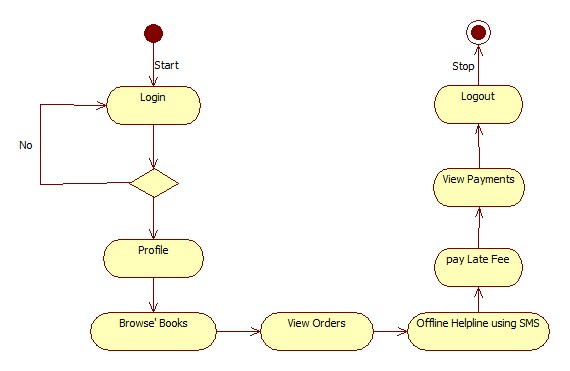 Start
Login
No
Profile
Browse' Books
View Orders
Offline Helpline using SMS
pay Late Fee
View Payments
Logout
Stop